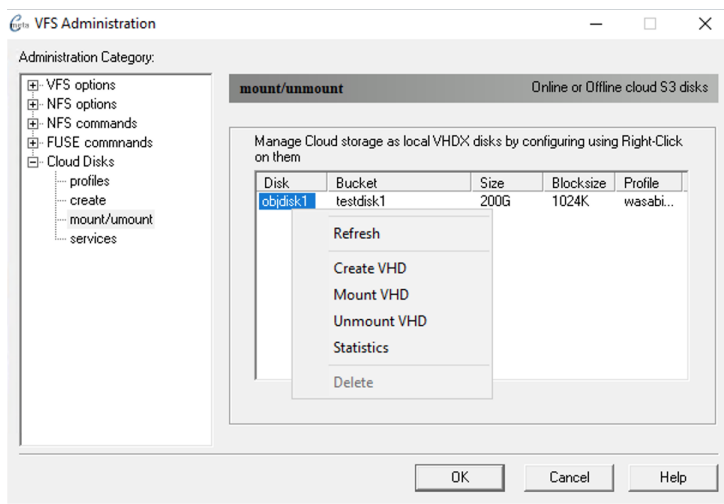 VFS Administration
Administration Category:
VFS options
NFS options
NFS commands
FUSE commnands
Cloud Disks
profiles
create
mount/umount
services
mount/unmount Online or Offline cloud S3 disks
Manage Cloud storage as local VHDX disks by configuring using Right-Click
on them
Disk Bucket Size Blocksize Profile
objdisk1 testdisk1 200G 1024K wasabi...
Refresh
Create VHD
Mount VHD
Unmount VHD
Statistics
Delete
OK Cancel Help